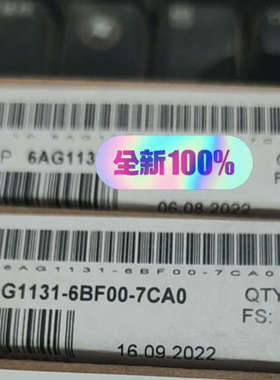 P 6AG113
全新100%
06.08.2022
6AG1131-6BF00-7CA0
G1131-6BF00-7CA0
QTY
FS:
16.09.2022